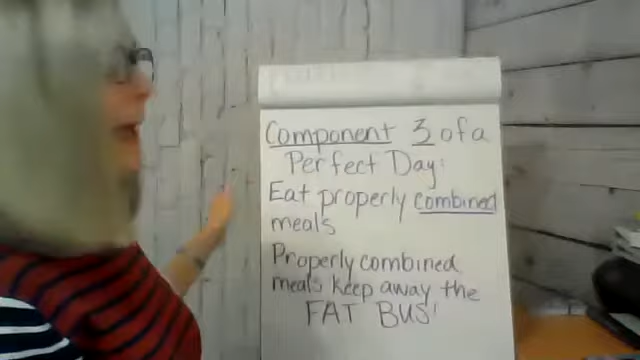 Component 3 of a
Perfect Day:
Eat properly combined
meals
Properly combined
meals keep away the
FAT BUS!